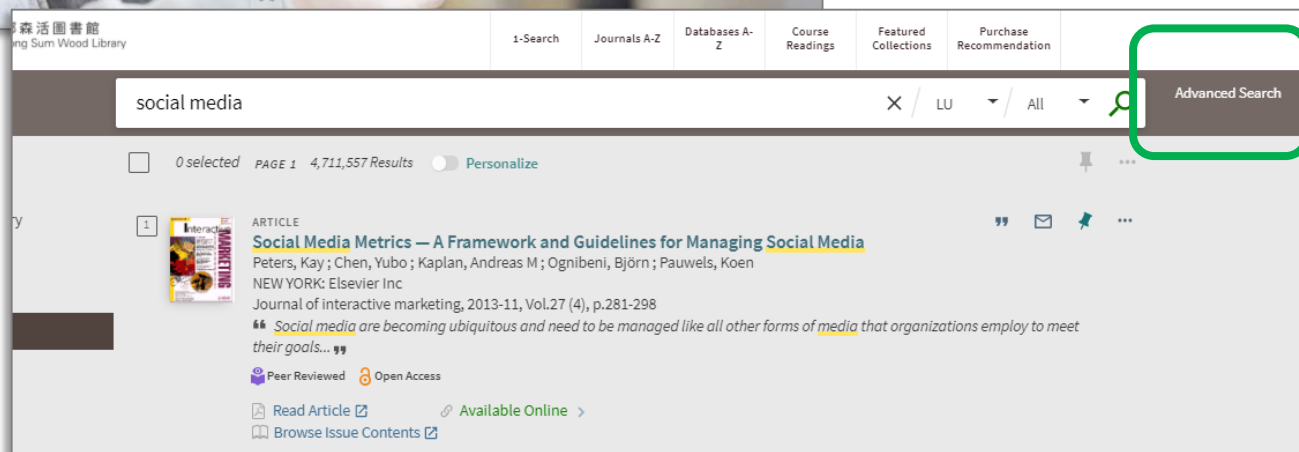 森活圖書館
ng Sum Wood Library
1-Search
Journals A-Z
Databases A-
Z
Course
Readings
Featured
Collections
Purchase
Recommendation
social media
LU
All
Advanced Search
0 selected PAGE 1 4,711,557 Results Personalize
ry
1
Interactive
MARKETING
ARTICLE
Social Media Metrics — A Framework and Guidelines for Managing Social Media
Peters, Kay ; Chen, Yubo ; Kaplan, Andreas M ; Ognibeni, Björn ; Pauwels, Koen
NEW YORK: Elsevier Inc
Journal of interactive marketing, 2013-11, Vol.27 (4), p.281-298
“ Social media are becoming ubiquitous and need to be managed like all other forms of media that organizations employ to meet
their goals... ”
Peer Reviewed Open Access
Read Article Available Online
Browse Issue Contents